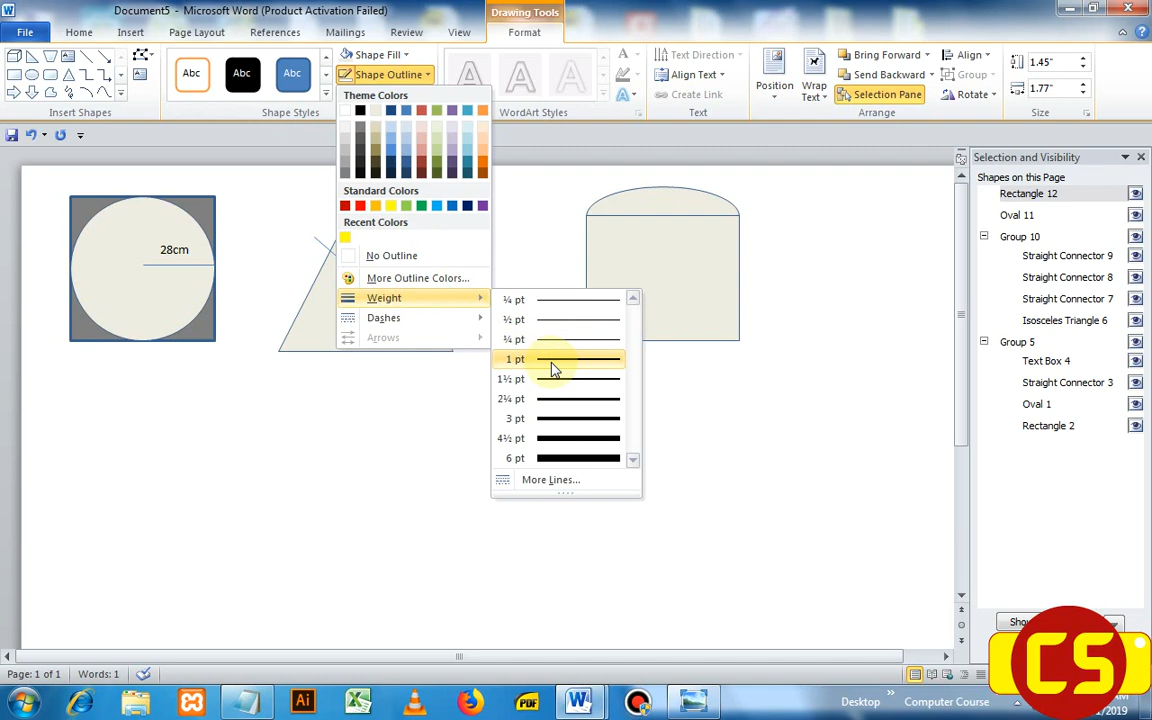 Document5 - Microsoft Word (Product Activation Failed)
Drawing Tools
File
Home
Insert
Page Layout
References
Mailings
Review
View
Format
Abc
Abc
Abc
Shape Fill
Shape Outline
Text Direction
Align Text
Create Link
Position
Wrap
Text
Bring Forward
Send Backward
Selection Pane
Align
Group
Rotate
1.45"
1.77"
Insert Shapes
Shape Styles
WordArt Styles
Text
Arrange
Size
Theme Colors
Standard Colors
Recent Colors
No Outline
More Outline Colors...
Weight
Dashes
Arrows
¼ pt
½ pt
¼ pt
1 pt
1½ pt
2¼ pt
3 pt
4½ pt
6 pt
More Lines...
28cm
Selection and Visibility
Shapes on this Page
Rectangle 12
Oval 11
Group 10
Straight Connector 9
Straight Connector 8
Straight Connector 7
Isosceles Triangle 6
Group 5
Text Box 4
Straight Connector 3
Oval 1
Rectangle 2
CS
Page: 1 of 1
Words: 1
Ai
PDF
Desktop
Computer Course